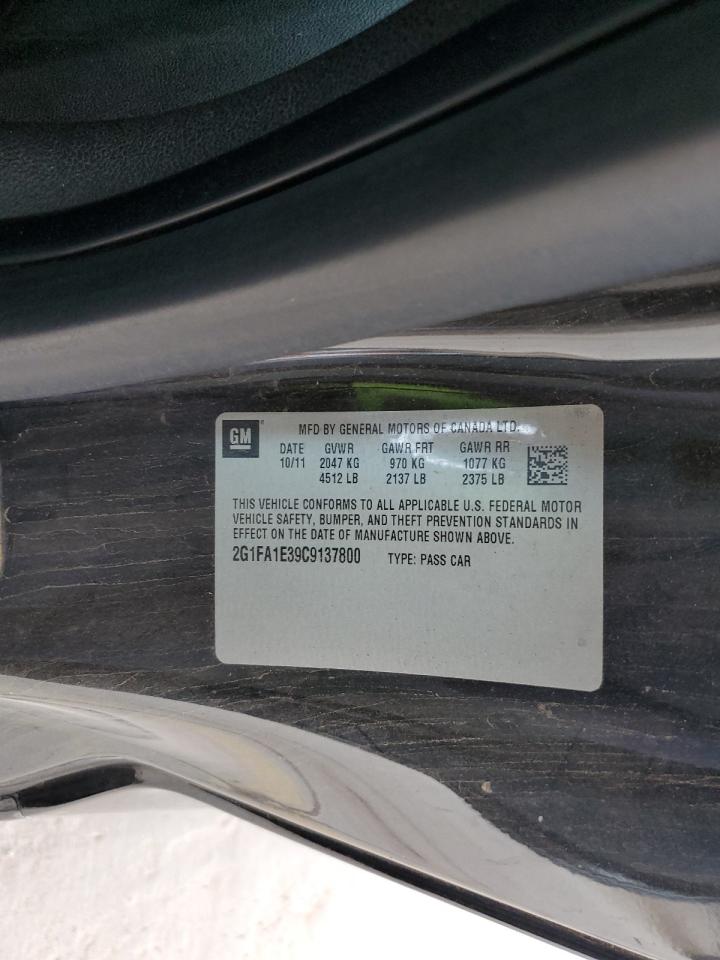 GM
MFD BY GENERAL MOTORS OF CANADA LTD.
DATE GVWR GAWR FRT GAWR RR
10/11 2047 KG 970 KG 1077 KG
4512 LB 2137 LB 2375 LB
THIS VEHICLE CONFORMS TO ALL APPLICABLE U.S. FEDERAL MOTOR
VEHICLE SAFETY, BUMPER, AND THEFT PREVENTION STANDARDS IN
EFFECT ON THE DATE OF MANUFACTURE SHOWN ABOVE.
2G1FA1E39C9137800 TYPE: PASS CAR